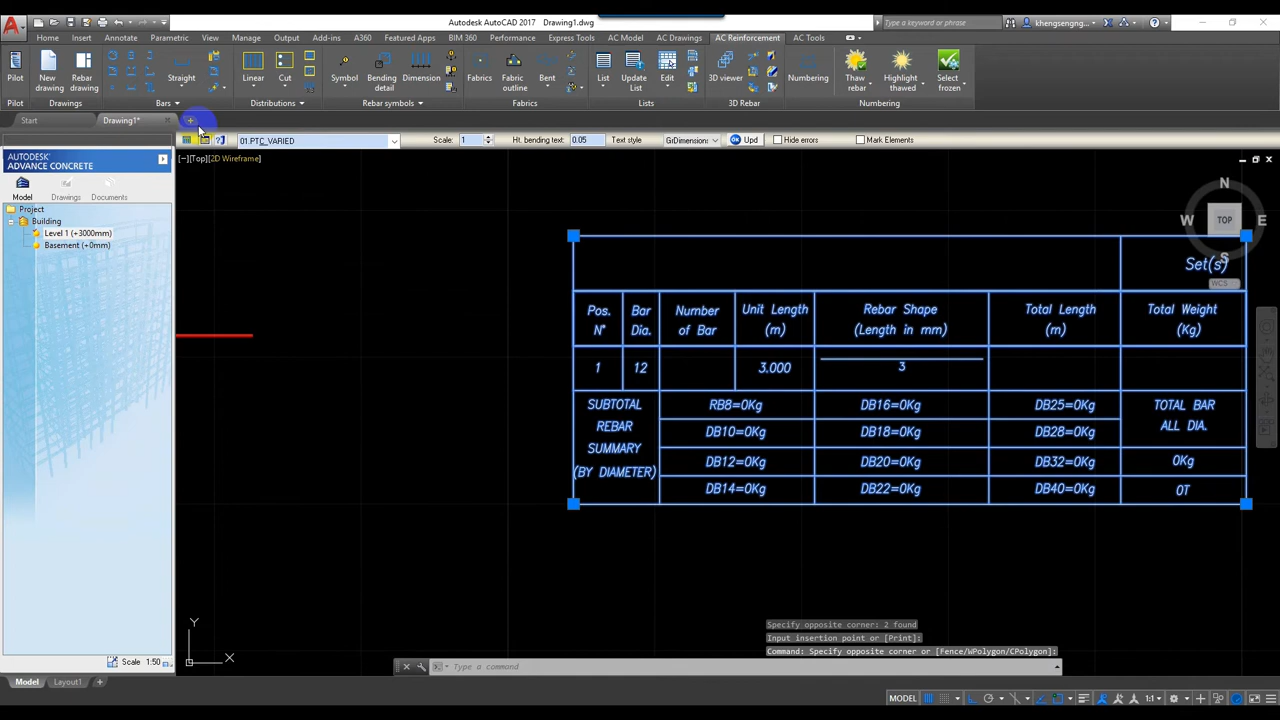 Autodesk AutoCAD 2017 Drawing1.dwg
Type a keyword or phrase
khengsengng...
Home Insert Annotate Parametric View Manage Output Add-ins A360 Featured Apps BIM 360 Performance Express Tools AC Model AC Drawings AC Reinforcement AC Tools
Pilot New drawing Rebar drawing Straight Linear Cut Symbol Bending detail Dimension Fabrics Fabric outline Bent List Update List Edit 3D viewer Numbering Thaw rebar Highlight thawed Select frozen
Pilot Drawings Bars Distributions Rebar symbols Fabrics Lists 3D Rebar Numbering
Start Drawing1*
01.PTC_VARIED Scale: 1 Ht. bending text: 0.05 Text style GrDimension Upd Hide errors Mark Elements
AUTODESK®
ADVANCE CONCRETE
Model Drawings Documents
Project
Building
Level 1 (+3000mm)
Basement (+0mm)
[−][Top][2D Wireframe]
N
W TOP E
S
WCS
Set(s)
Pos. N° Bar Dia. Number of Bar Unit Length (m) Rebar Shape (Length in mm) Total Length (m) Total Weight (Kg)
1 12 3.000 3
SUBTOTAL REBAR SUMMARY (BY DIAMETER)
RB8=0Kg DB16=0Kg DB25=0Kg TOTAL BAR ALL DIA.
DB10=0Kg DB18=0Kg DB28=0Kg
DB12=0Kg DB20=0Kg DB32=0Kg 0Kg
DB14=0Kg DB22=0Kg DB40=0Kg 0T
Y
X
Specify opposite corner: 2 found
Input insertion point or [Print]:
Command: Specify opposite corner or [Fence/WPolygon/CPolygon]:
Type a command
Scale 1:50
Model Layout1
MODEL 1:1